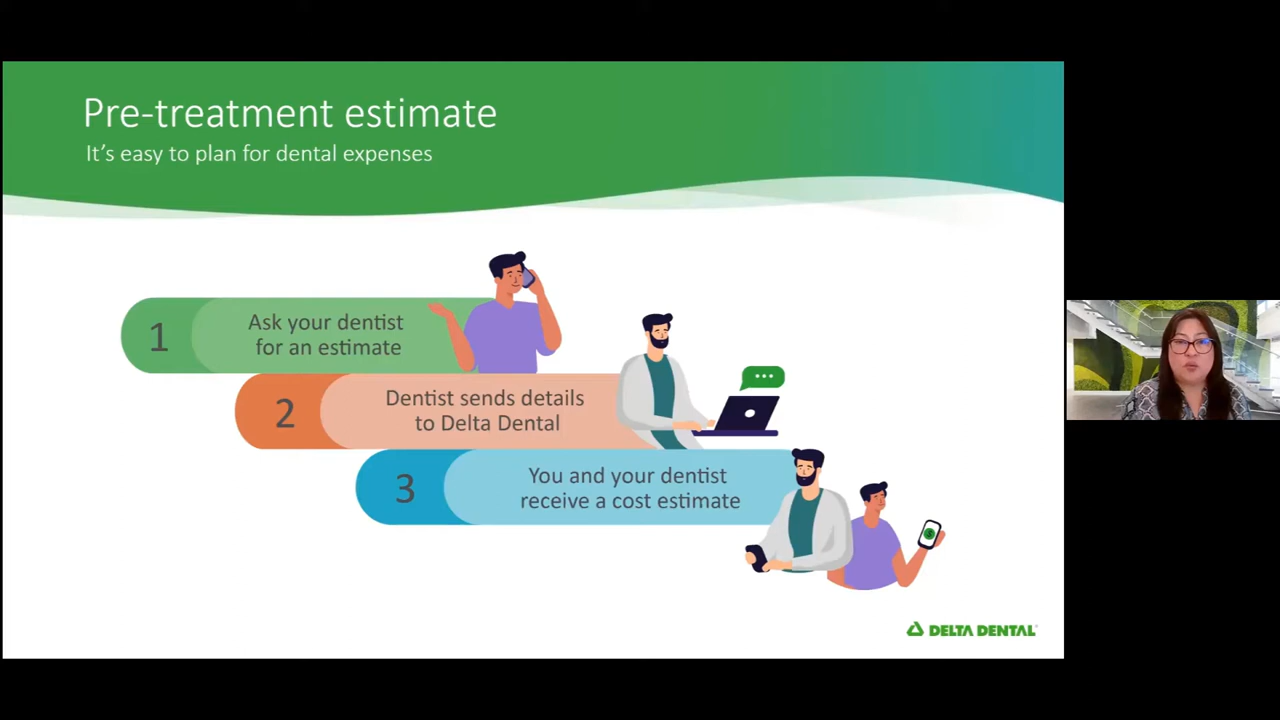 Pre-treatment estimate
It's easy to plan for dental expenses
1
Ask your dentist
for an estimate
2
Dentist sends details
to Delta Dental
3
You and your dentist
receive a cost estimate
DELTA DENTAL